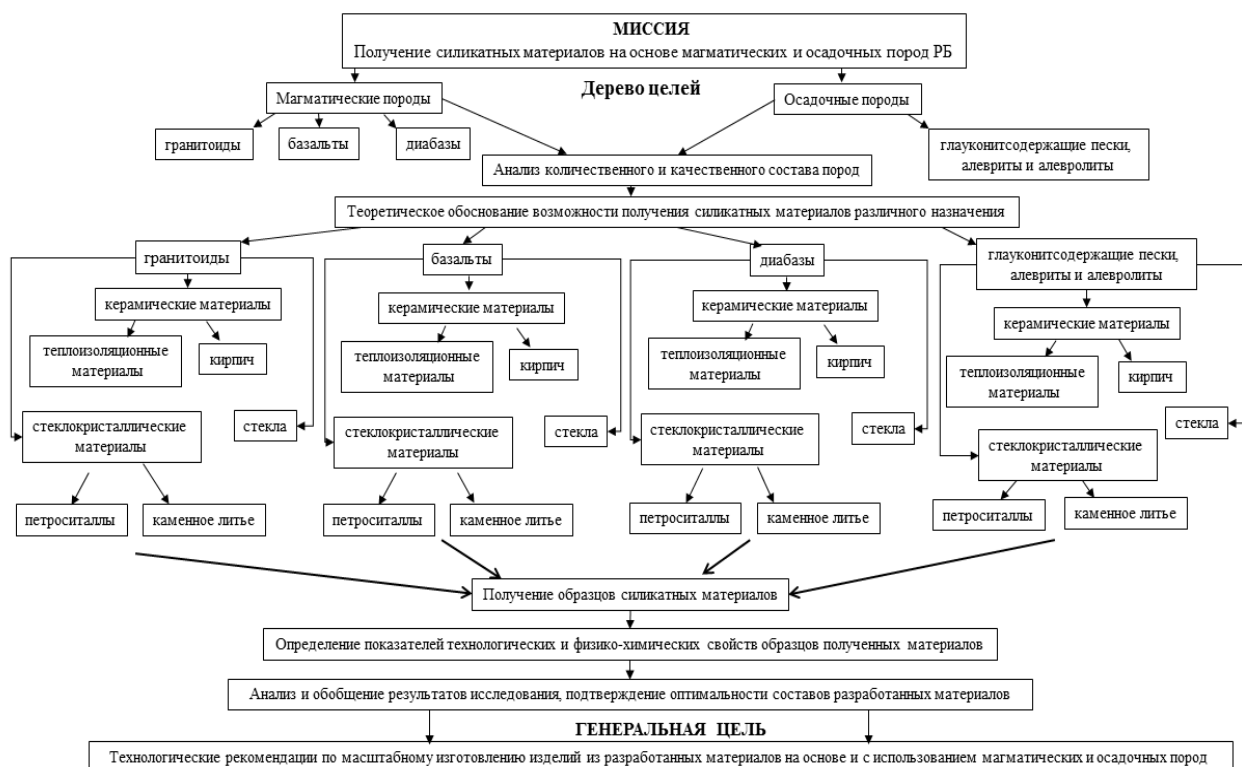 МИССИЯ
Получение силикатных материалов на основе магматических и осадочных пород РБ
Дерево целей
Магматические породы
Осадочные породы
гранитоиды
базальты
диабазы
глауконитсодержащие пески,
алевриты и алевролиты
Анализ количественного и качественного состава пород
Теоретическое обоснование возможности получения силикатных материалов различного назначения
гранитоиды
керамические материалы
теплоизоляционные
материалы
кирпич
стеклокристаллические
материалы
стекла
петроситаллы
каменное литье
базальты
керамические материалы
теплоизоляционные
материалы
кирпич
стеклокристаллические
материалы
стекла
петроситаллы
каменное литье
диабазы
керамические материалы
теплоизоляционные
материалы
кирпич
стеклокристаллические
материалы
стекла
петроситаллы
каменное литье
глауконитсодержащие пески,
алевриты и алевролиты
керамические материалы
теплоизоляционные
материалы
кирпич
стекла
стеклокристаллические
материалы
петроситаллы
каменное литье
Получение образцов силикатных материалов
Определение показателей технологических и физико-химических свойств образцов полученных материалов
Анализ и обобщение результатов исследования, подтверждение оптимальности составов разработанных материалов
ГЕНЕРАЛЬНАЯ ЦЕЛЬ
Технологические рекомендации по масштабному изготовлению изделий из разработанных материалов на основе и с использованием магматических и осадочных пород